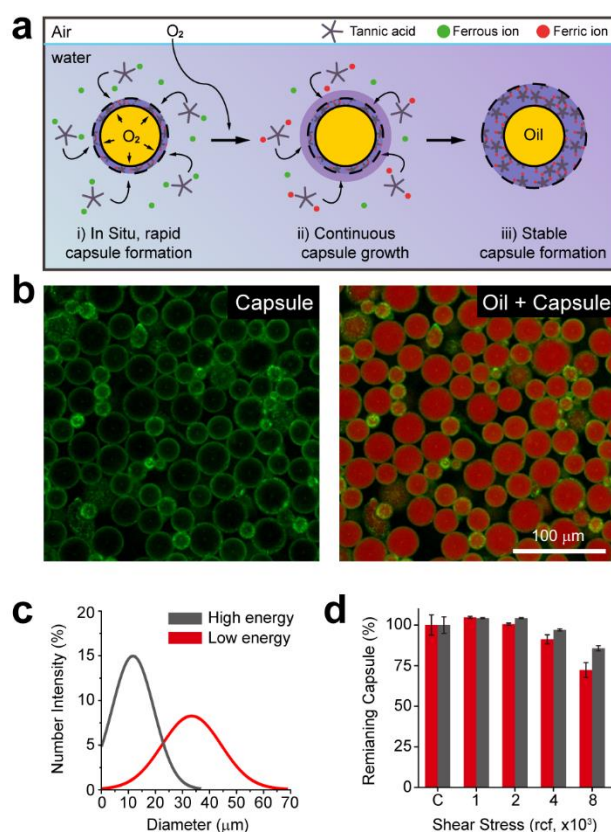 a
Air
O₂
Tannic acid
Ferrous ion
Ferric ion
water
O₂
Oil
i) In Situ, rapid
capsule formation
ii) Continuous
capsule growth
iii) Stable
capsule formation
b
Capsule
Oil + Capsule
100 μm
c
High energy
Low energy
Number Intensity (%)
20
15
10
5
0
0 10 20 30 40 50 60 70
Diameter (μm)
d
Remianing Capsule (%)
100
75
50
25
0
C 1 2 4 8
Shear Stress (rcf, x10³)